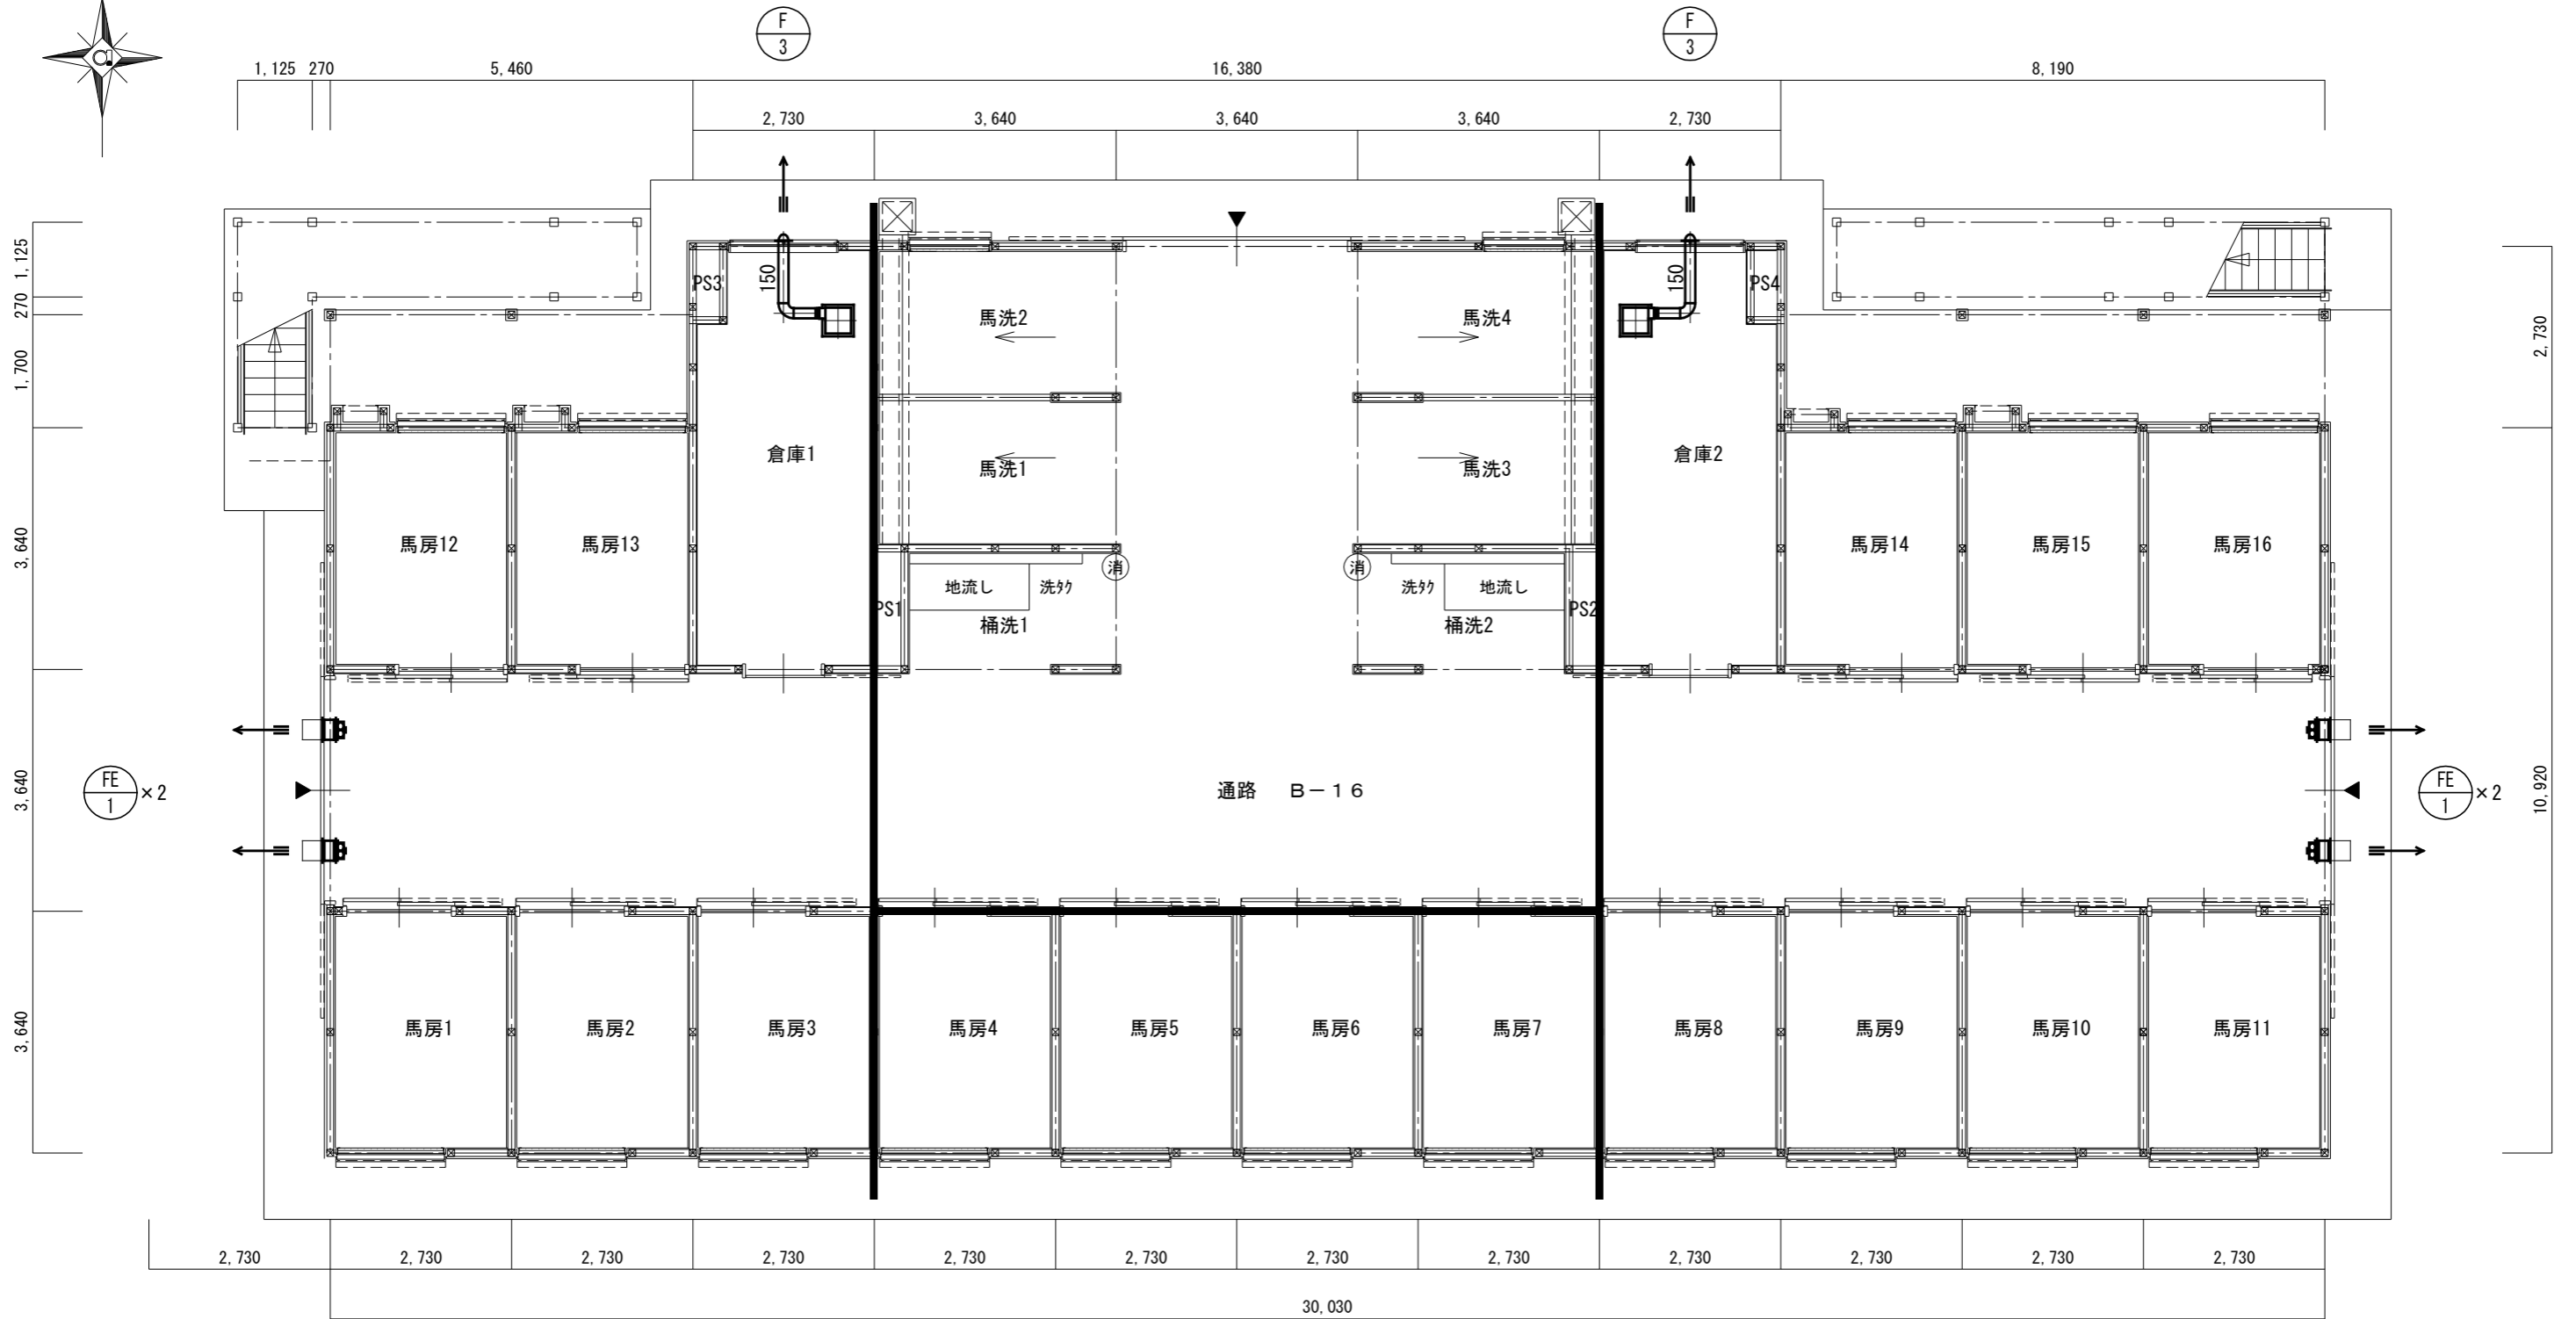 F
3
F
3
1,125
270
5,460
16,380
8,190
2,730
3,640
3,640
3,640
2,730
1,125
270
1,700
3,640
3,640
3,640
2,730
10,920
PS3
150
150
PS4
馬洗2
馬洗4
倉庫1
馬洗1
馬洗3
倉庫2
馬房12
馬房13
馬房14
馬房15
馬房16
消
消
地流し
洗タク
洗タク
地流し
PS1
桶洗1
桶洗2
PS2
FE
1
×2
通路 B-16
FE
1
×2
馬房1
馬房2
馬房3
馬房4
馬房5
馬房6
馬房7
馬房8
馬房9
馬房10
馬房11
2,730
2,730
2,730
2,730
2,730
2,730
2,730
2,730
2,730
2,730
2,730
2,730
30,030